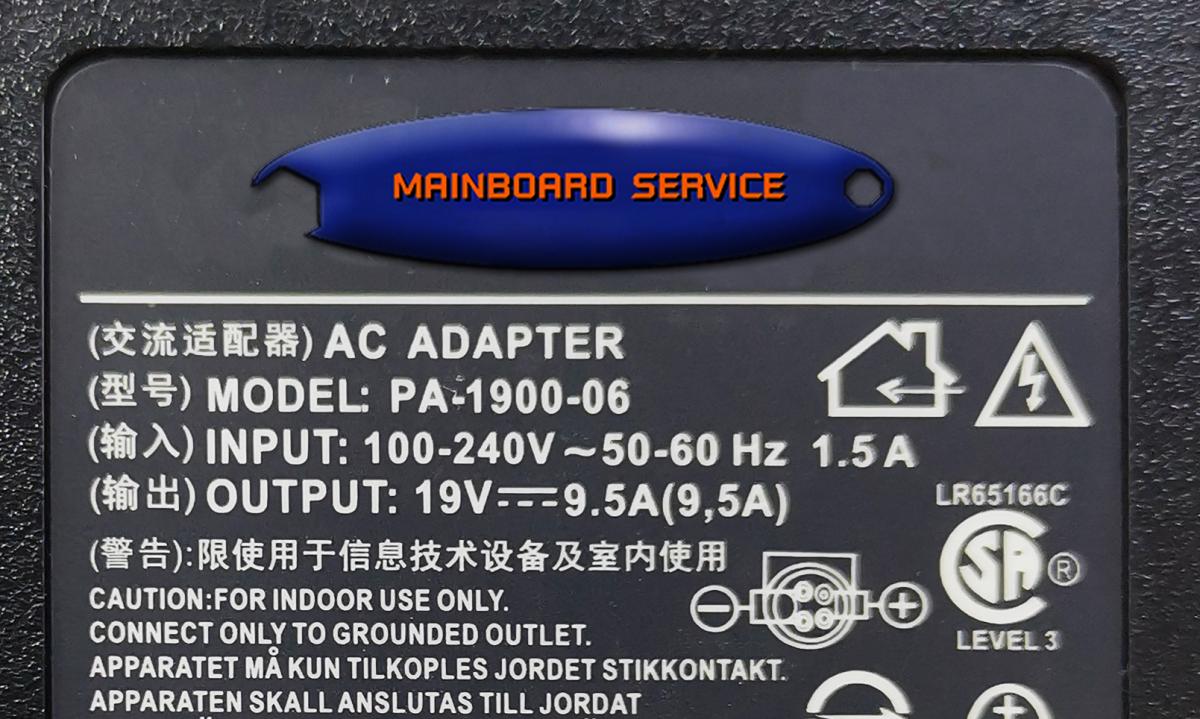 MAINBOARD SERVICE
(交流适配器) AC ADAPTER
(型号) MODEL: PA-1900-06
(输入) INPUT: 100-240V ~ 50-60 Hz 1.5 A
(输出) OUTPUT: 19V⎓9.5A(9,5A)
LR65166C
(警告):限使用于信息技术设备及室内使用
CAUTION:FOR INDOOR USE ONLY.
SA ®
CONNECT ONLY TO GROUNDED OUTLET.
LEVEL 3
APPARATET MÅ KUN TILKOPLES JORDET STIKKONTAKT.
APPARATEN SKALL ANSLUTAS TILL JORDAT